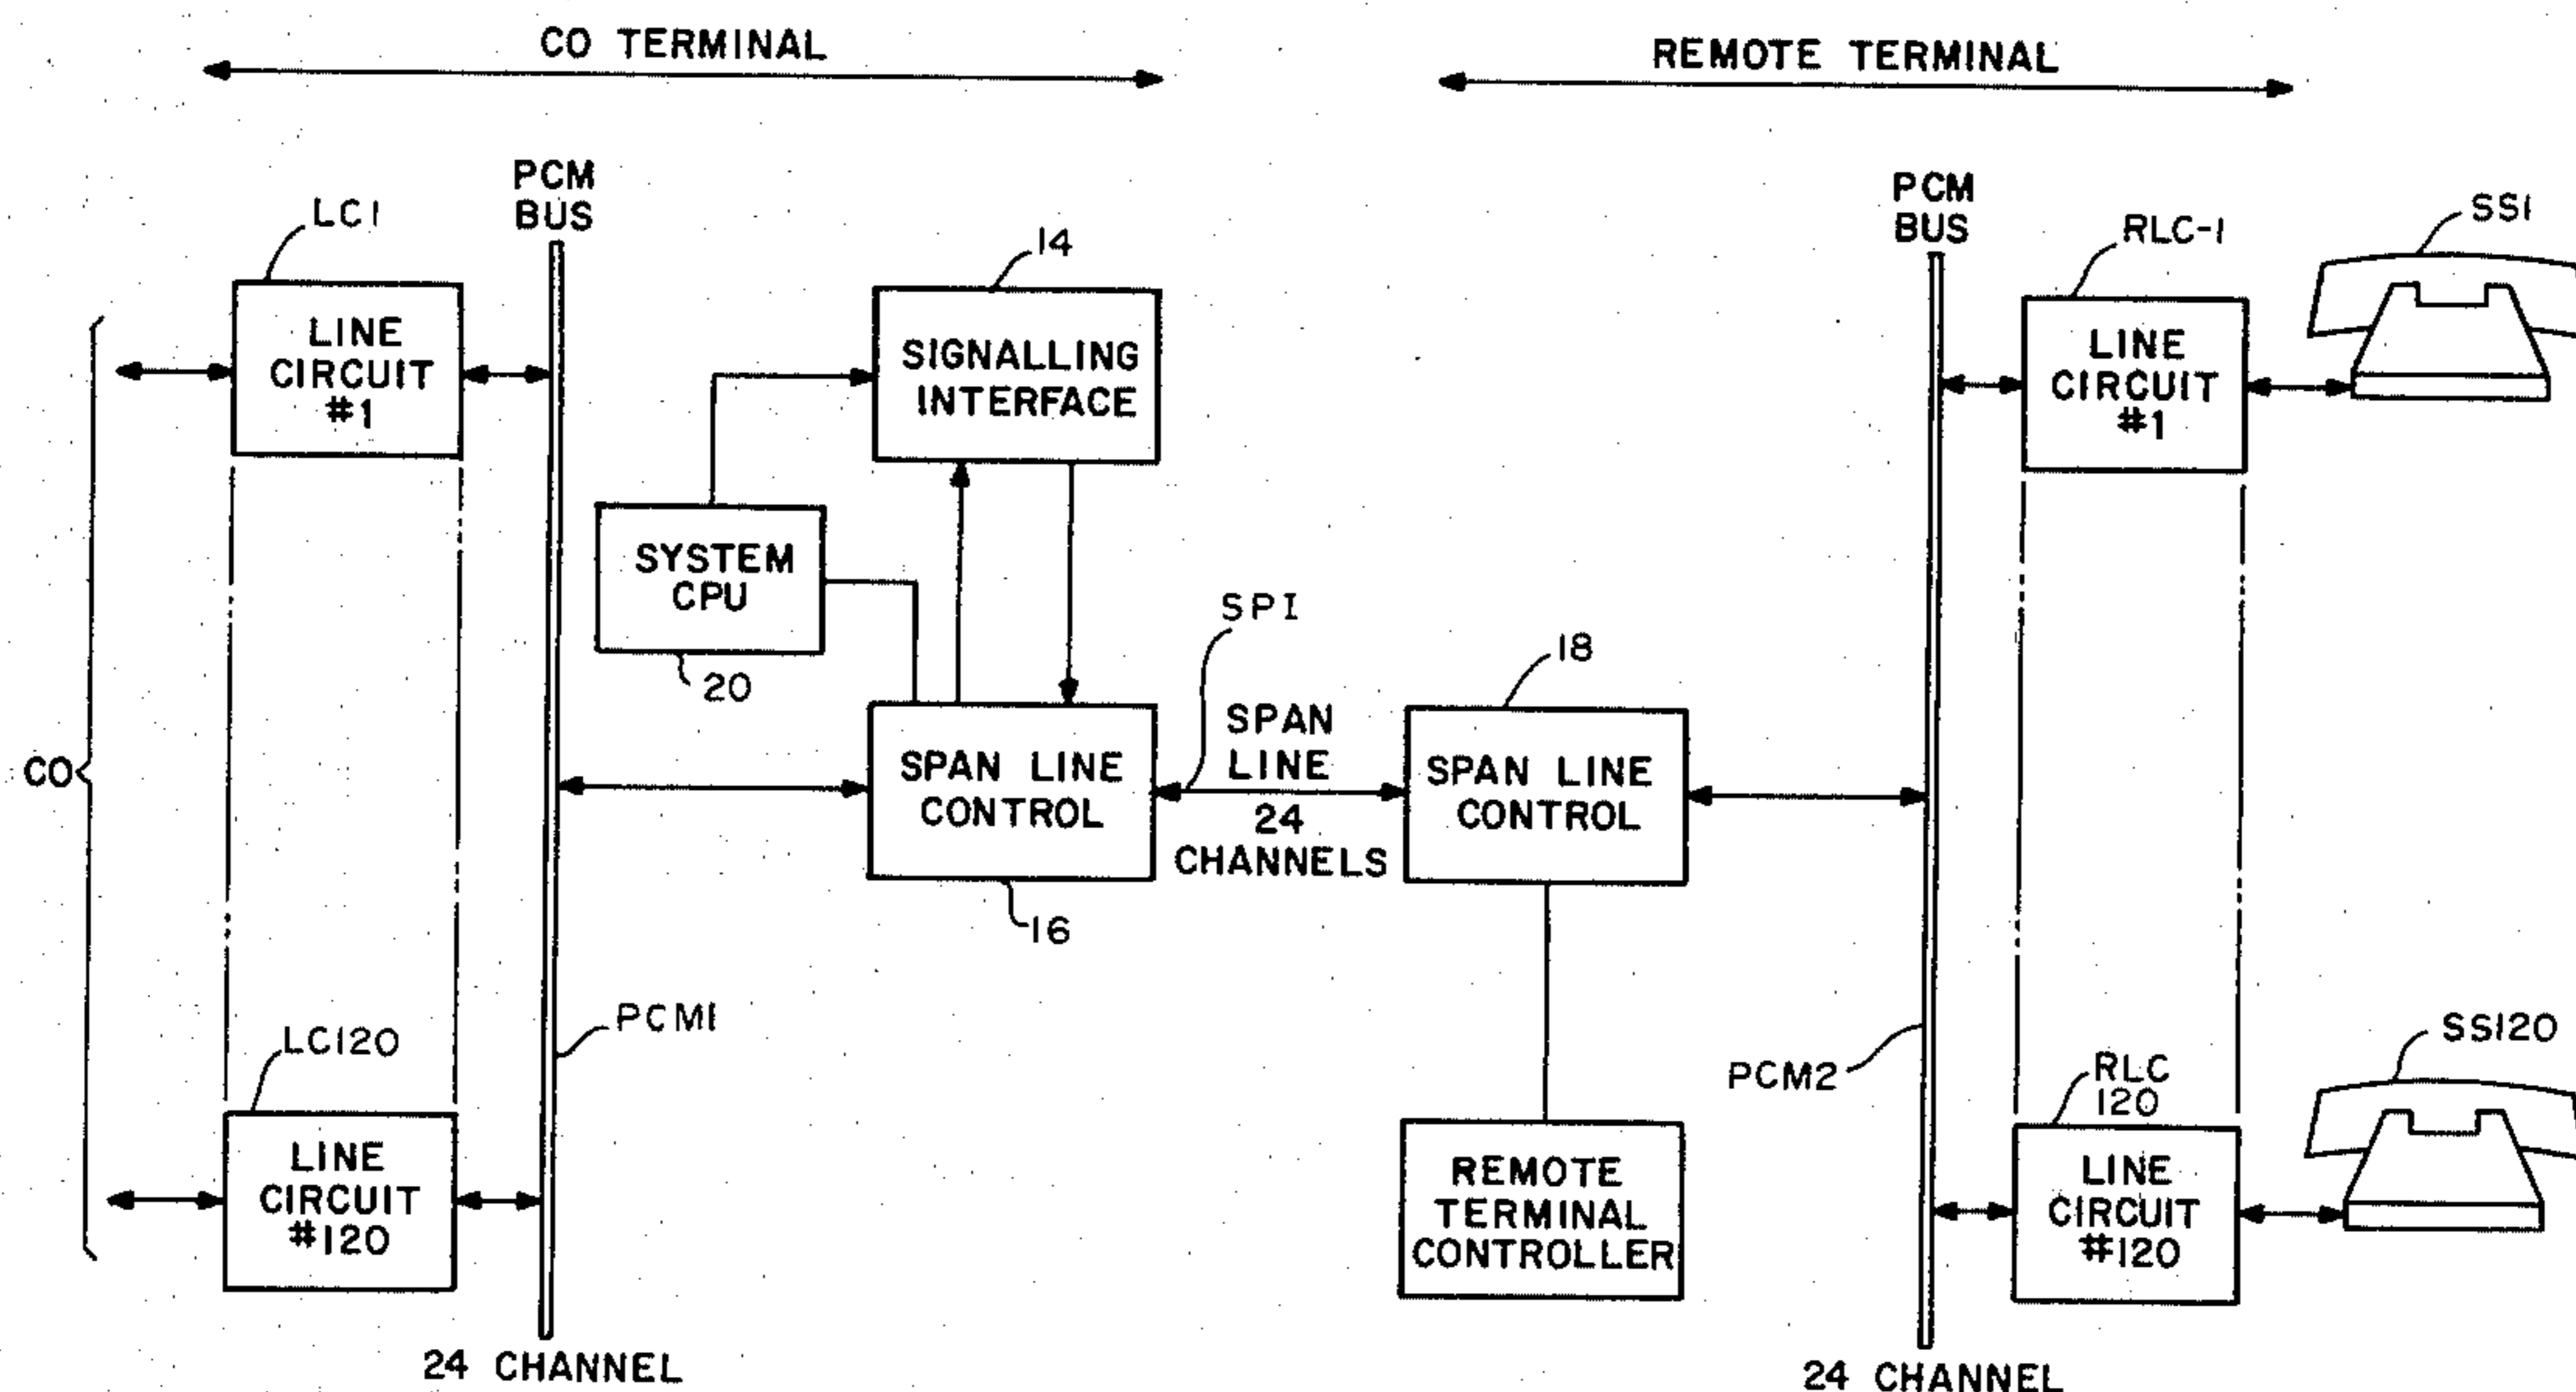 CO TERMINAL
REMOTE TERMINAL
PCM
BUS
LC1
LINE
CIRCUIT
#1
14
SIGNALLING
INTERFACE
SYSTEM
CPU
20
CO
SPAN LINE
CONTROL
16
SPI
SPAN
LINE
24
CHANNELS
18
SPAN LINE
CONTROL
PCM1
LC120
LINE
CIRCUIT
#120
24 CHANNEL
REMOTE
TERMINAL
CONTROLLER
PCM
BUS
RLC-1
SS1
LINE
CIRCUIT
#1
PCM2
RLC
120
SS120
LINE
CIRCUIT
#120
24 CHANNEL